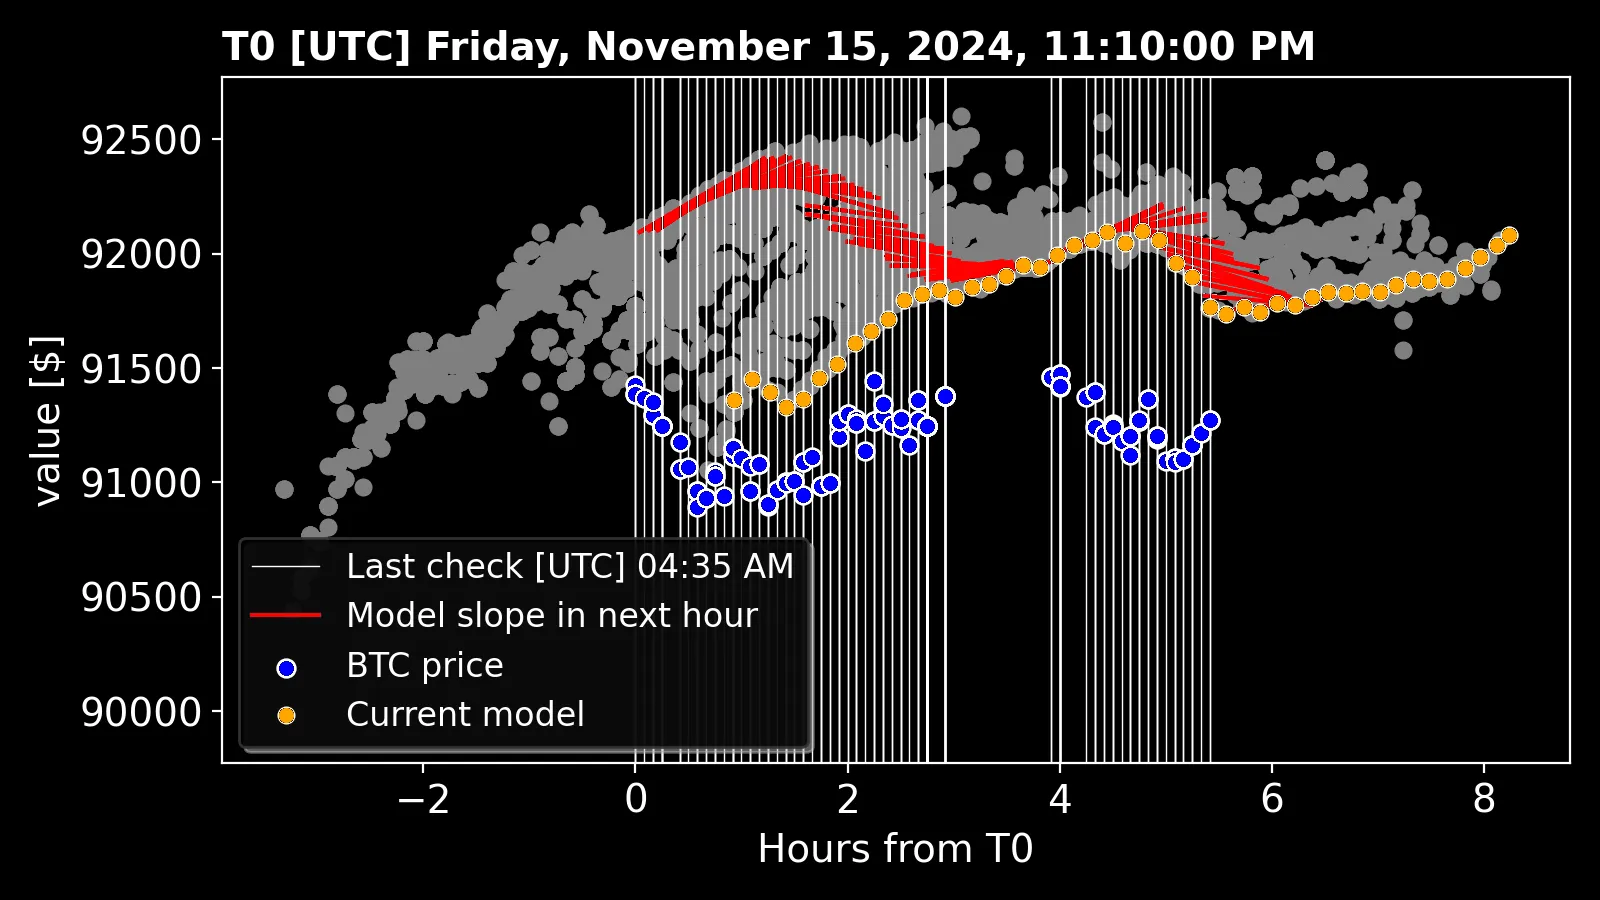 T0 [UTC] Friday, November 15, 2024, 11:10:00 PM
value [$]
92500
92000
91500
91000
90500
90000
Last check [UTC] 04:35 AM
Model slope in next hour
BTC price
Current model
−2 0 2 4 6 8
Hours from T0